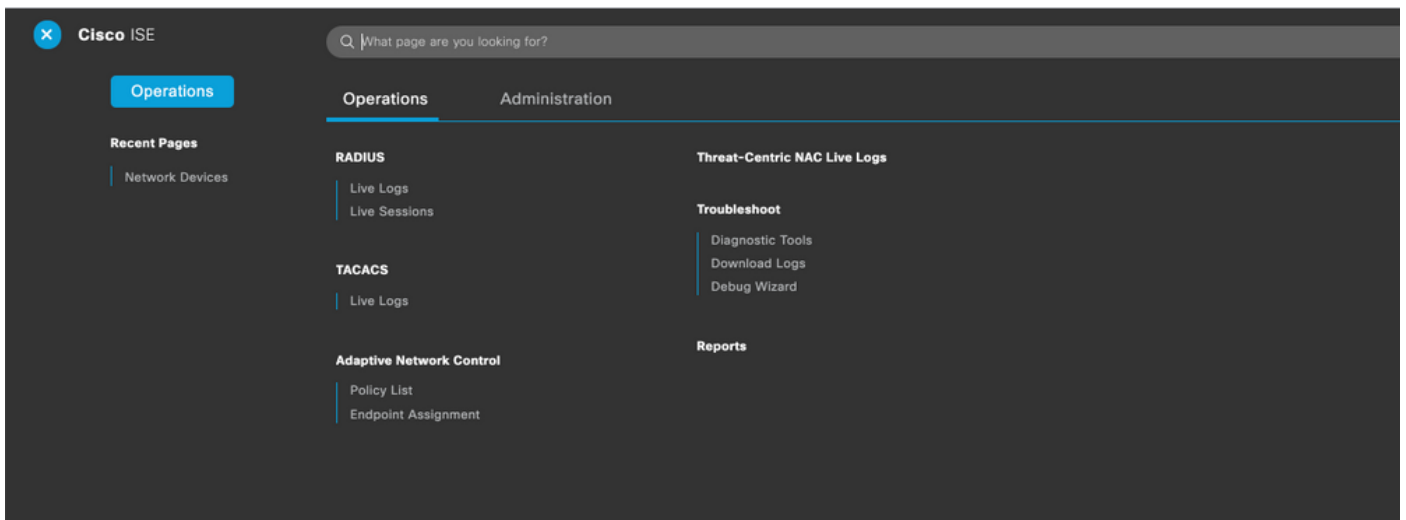 Cisco ISE
What page are you looking for?
Operations
Recent Pages
Network Devices
Operations
Administration
RADIUS
Live Logs
Live Sessions
TACACS
Live Logs
Adaptive Network Control
Policy List
Endpoint Assignment
Threat-Centric NAC Live Logs
Troubleshoot
Diagnostic Tools
Download Logs
Debug Wizard
Reports